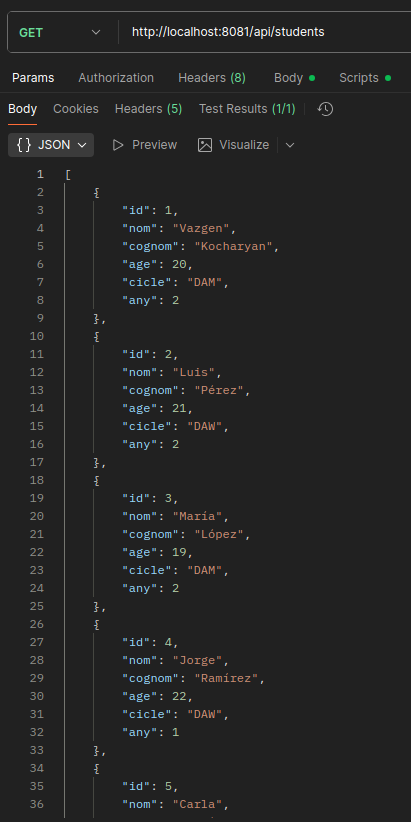 GET http://localhost:8081/api/students
Params Authorization Headers (8) Body Scripts
Body Cookies Headers (5) Test Results (1/1)
{} JSON Preview Visualize
1 [
2 {
3 "id": 1,
4 "nom": "Vazgen",
5 "cognom": "Kocharyan",
6 "age": 20,
7 "cicle": "DAM",
8 "any": 2
9 },
10 {
11 "id": 2,
12 "nom": "Luis",
13 "cognom": "Pérez",
14 "age": 21,
15 "cicle": "DAW",
16 "any": 2
17 },
18 {
19 "id": 3,
20 "nom": "María",
21 "cognom": "López",
22 "age": 19,
23 "cicle": "DAM",
24 "any": 2
25 },
26 {
27 "id": 4,
28 "nom": "Jorge",
29 "cognom": "Ramírez",
30 "age": 22,
31 "cicle": "DAW",
32 "any": 1
33 },
34 {
35 "id": 5,
36 "nom": "Carla",